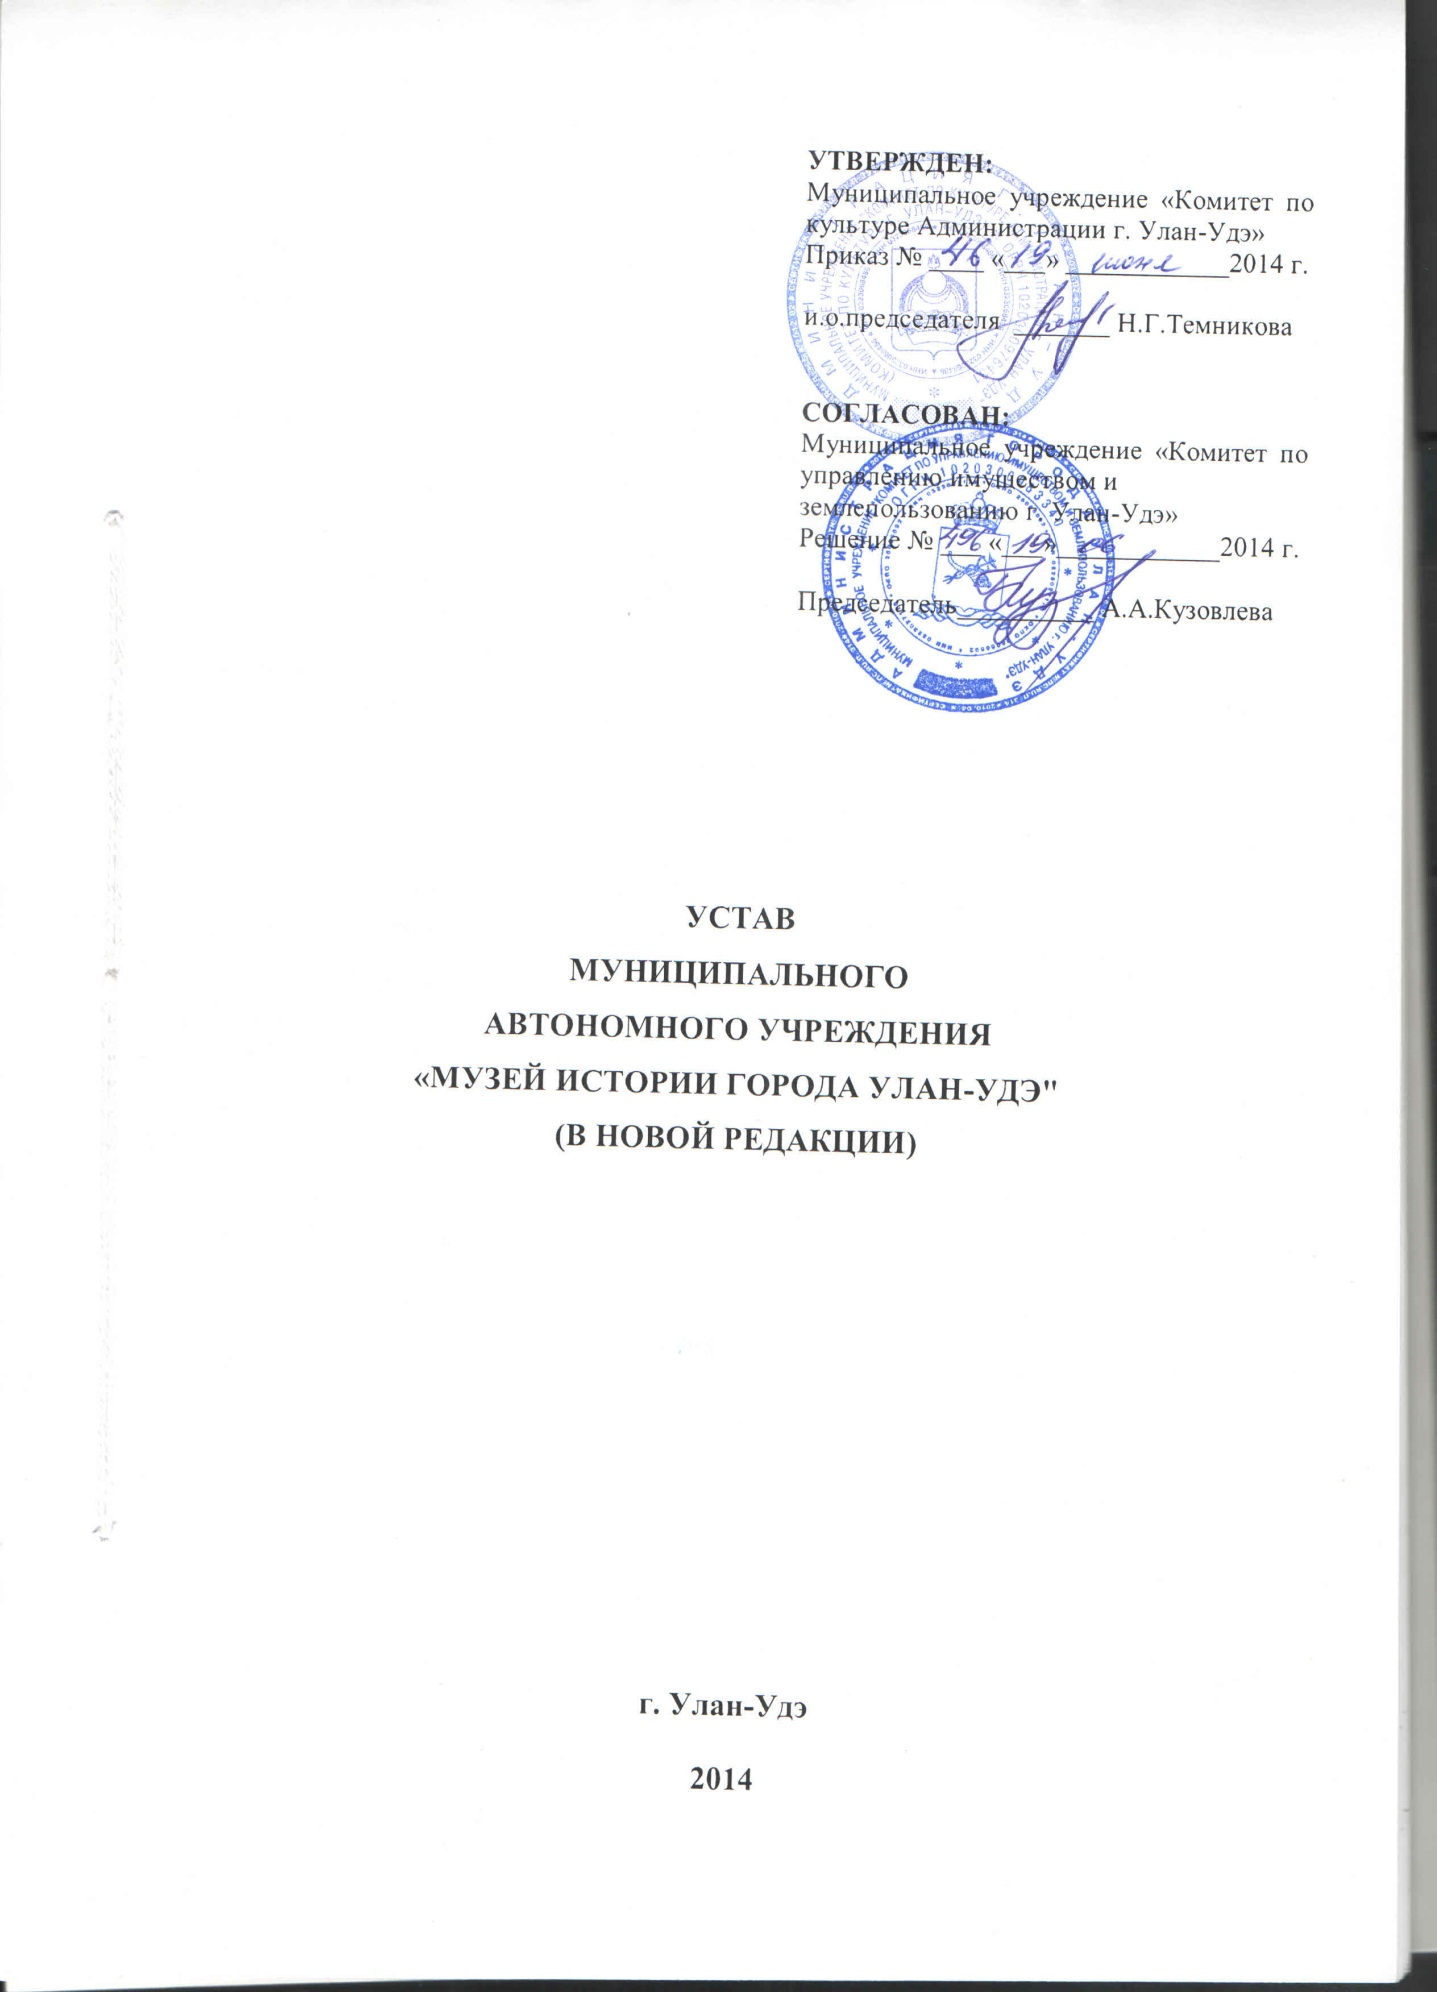 УТВЕРЖДЕН:
Муниципальное учреждение «Комитет по
культуре Администрации г. Улан-Удэ»
Приказ № 46 «19» июня 2014 г.
и.о.председателя Н.Г.Темникова
СОГЛАСОВАН:
Муниципальное учреждение «Комитет по
управлению имуществом и
землепользованию г. Улан-Удэ»
Решение № 496 «19» 06 2014 г.
Председатель А.А.Кузовлева
УСТАВ
МУНИЦИПАЛЬНОГО
АВТОНОМНОГО УЧРЕЖДЕНИЯ
«МУЗЕЙ ИСТОРИИ ГОРОДА УЛАН-УДЭ"
(В НОВОЙ РЕДАКЦИИ)
г. Улан-Удэ
2014